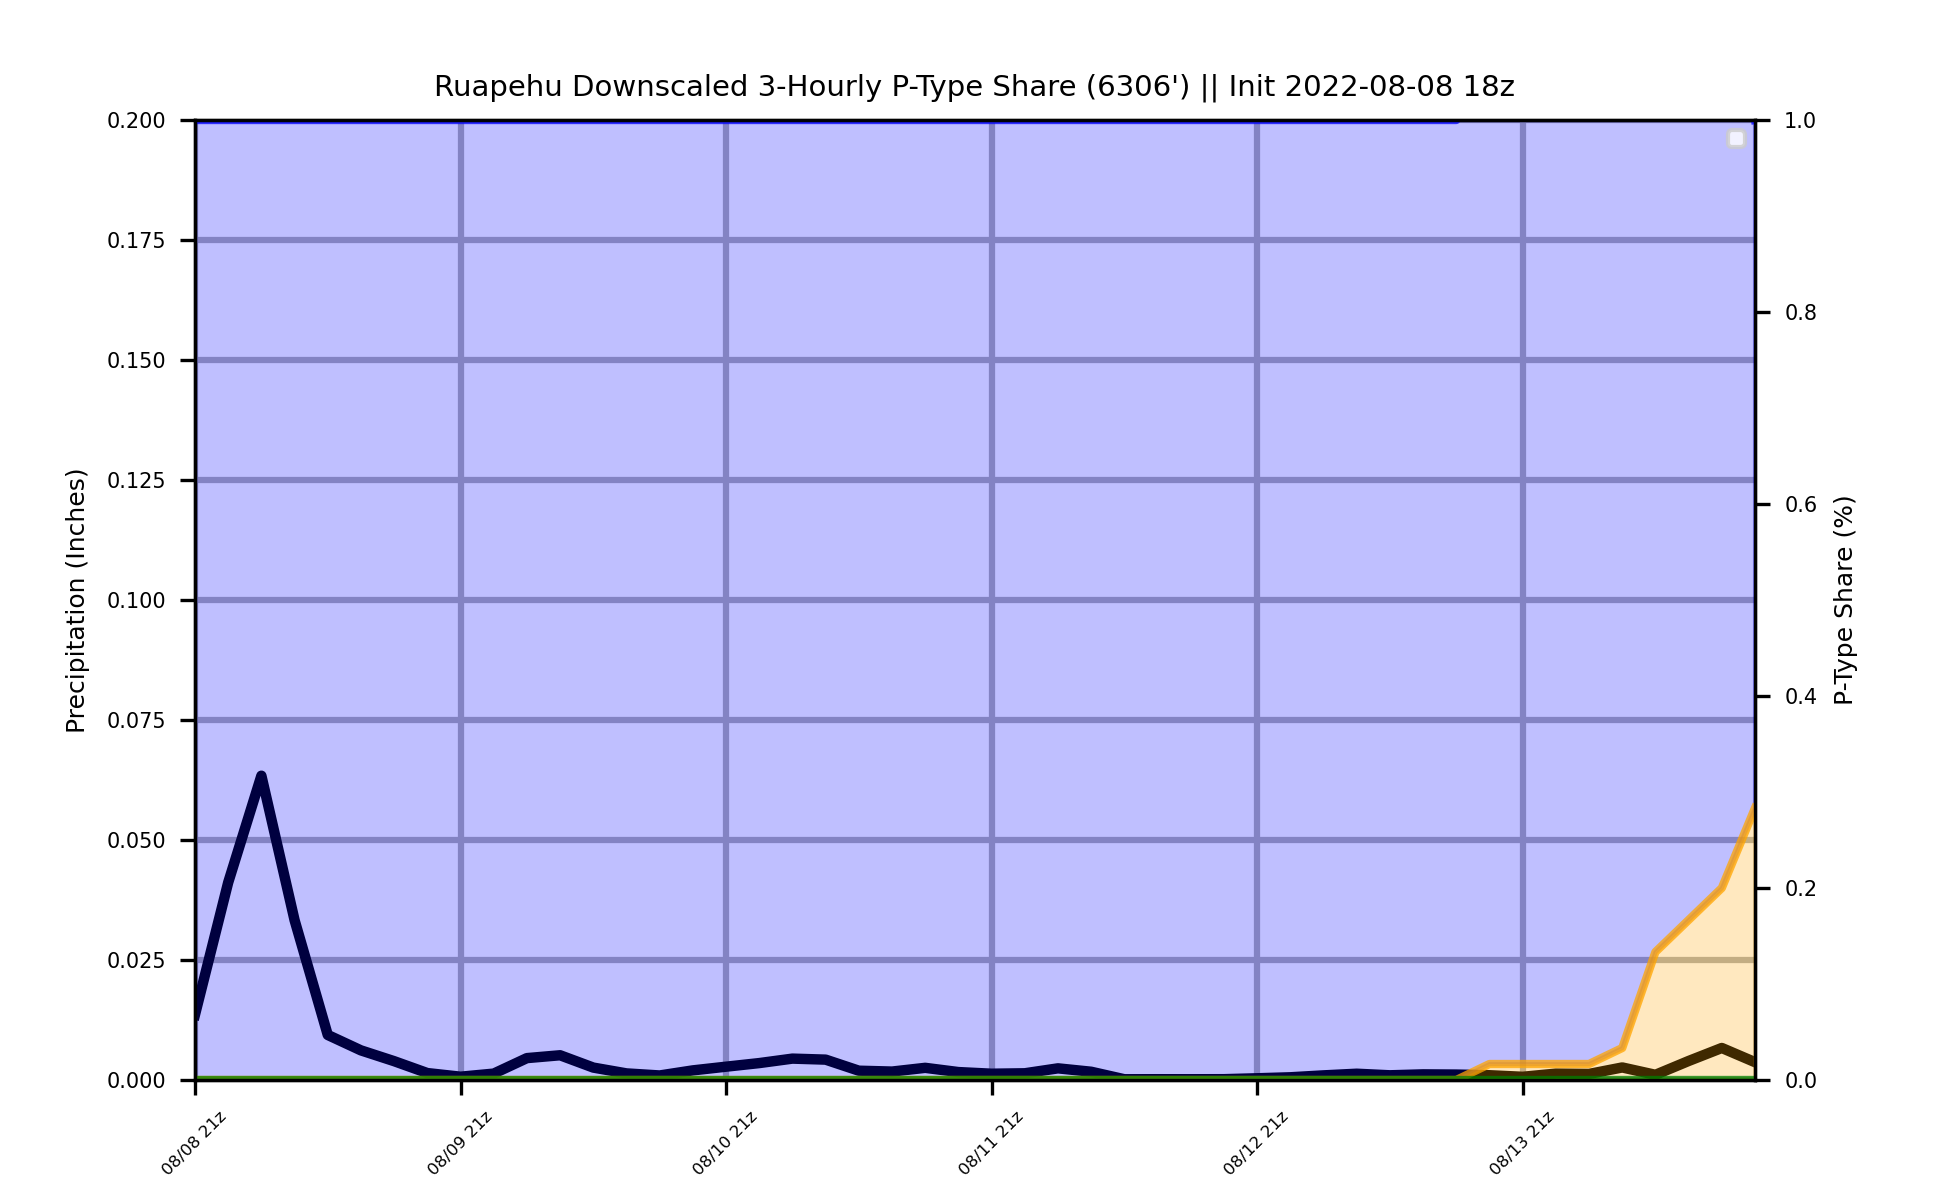 Ruapehu Downscaled 3-Hourly P-Type Share (6306') || Init 2022-08-08 18z
0.200
0.175
0.150
0.125
0.100
0.075
0.050
0.025
0.000
Precipitation (Inches)
1.0
0.8
0.6
0.4
0.2
0.0
P-Type Share (%)
08/08 21z
08/09 21z
08/10 21z
08/11 21z
08/12 21z
08/13 21z